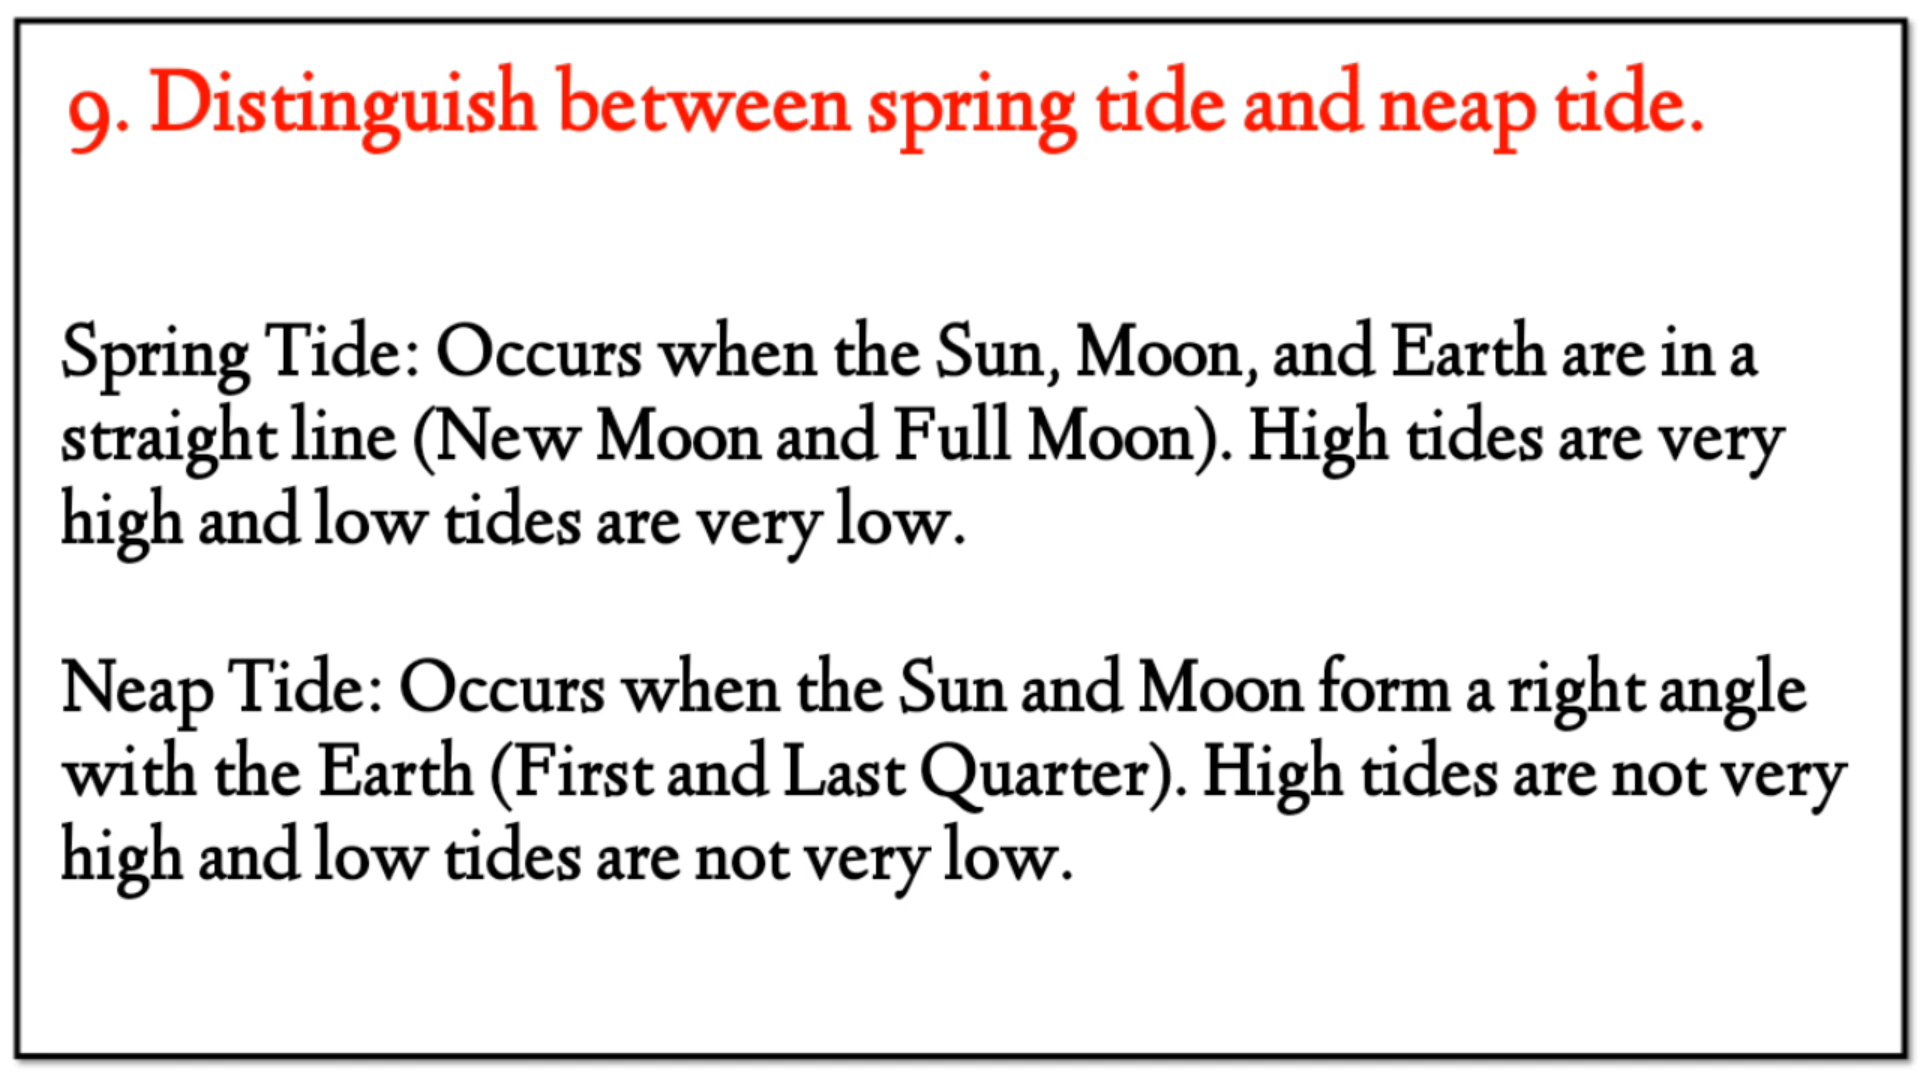 9. Distinguish between spring tide and neap tide.
Spring Tide: Occurs when the Sun, Moon, and Earth are in a
straight line (New Moon and Full Moon). High tides are very
high and low tides are very low.
Neap Tide: Occurs when the Sun and Moon form a right angle
with the Earth (First and Last Quarter). High tides are not very
high and low tides are not very low.